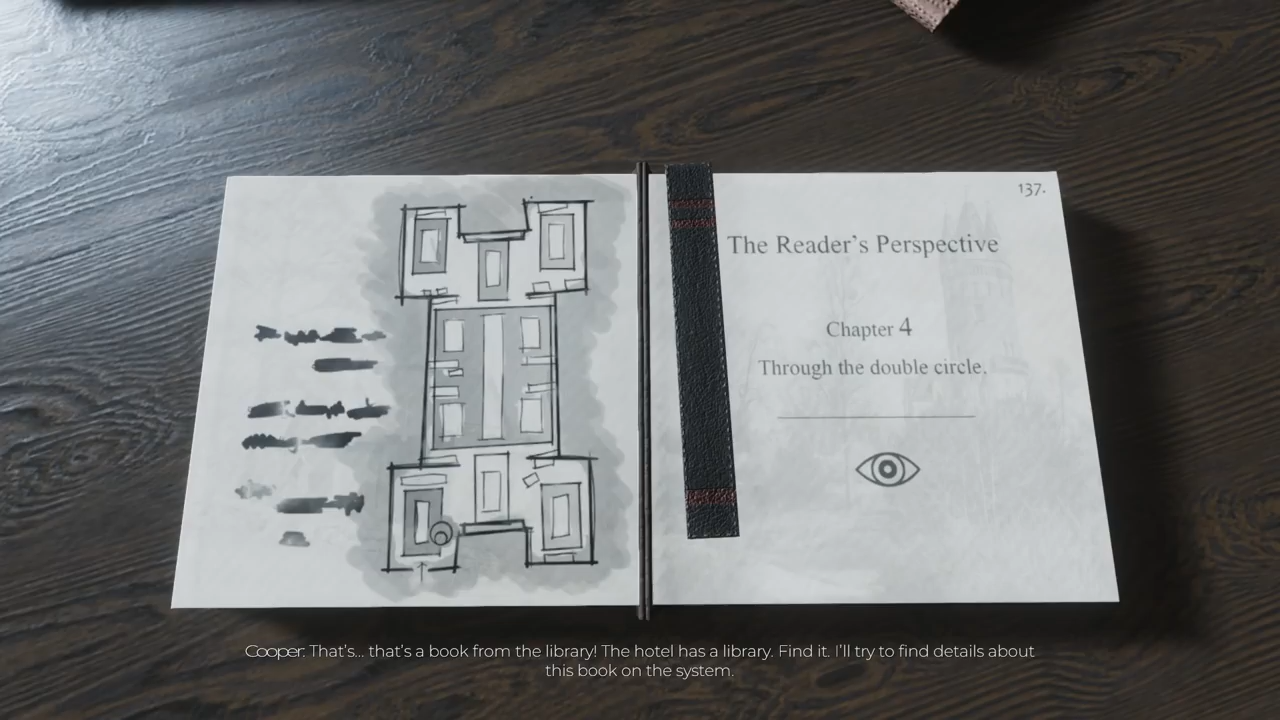 137.
The Reader's Perspective
Chapter 4
Through the double circle.
Cooper: That's... that's a book from the library! The hotel has a library. Find it. I'll try to find details about
this book on the system.